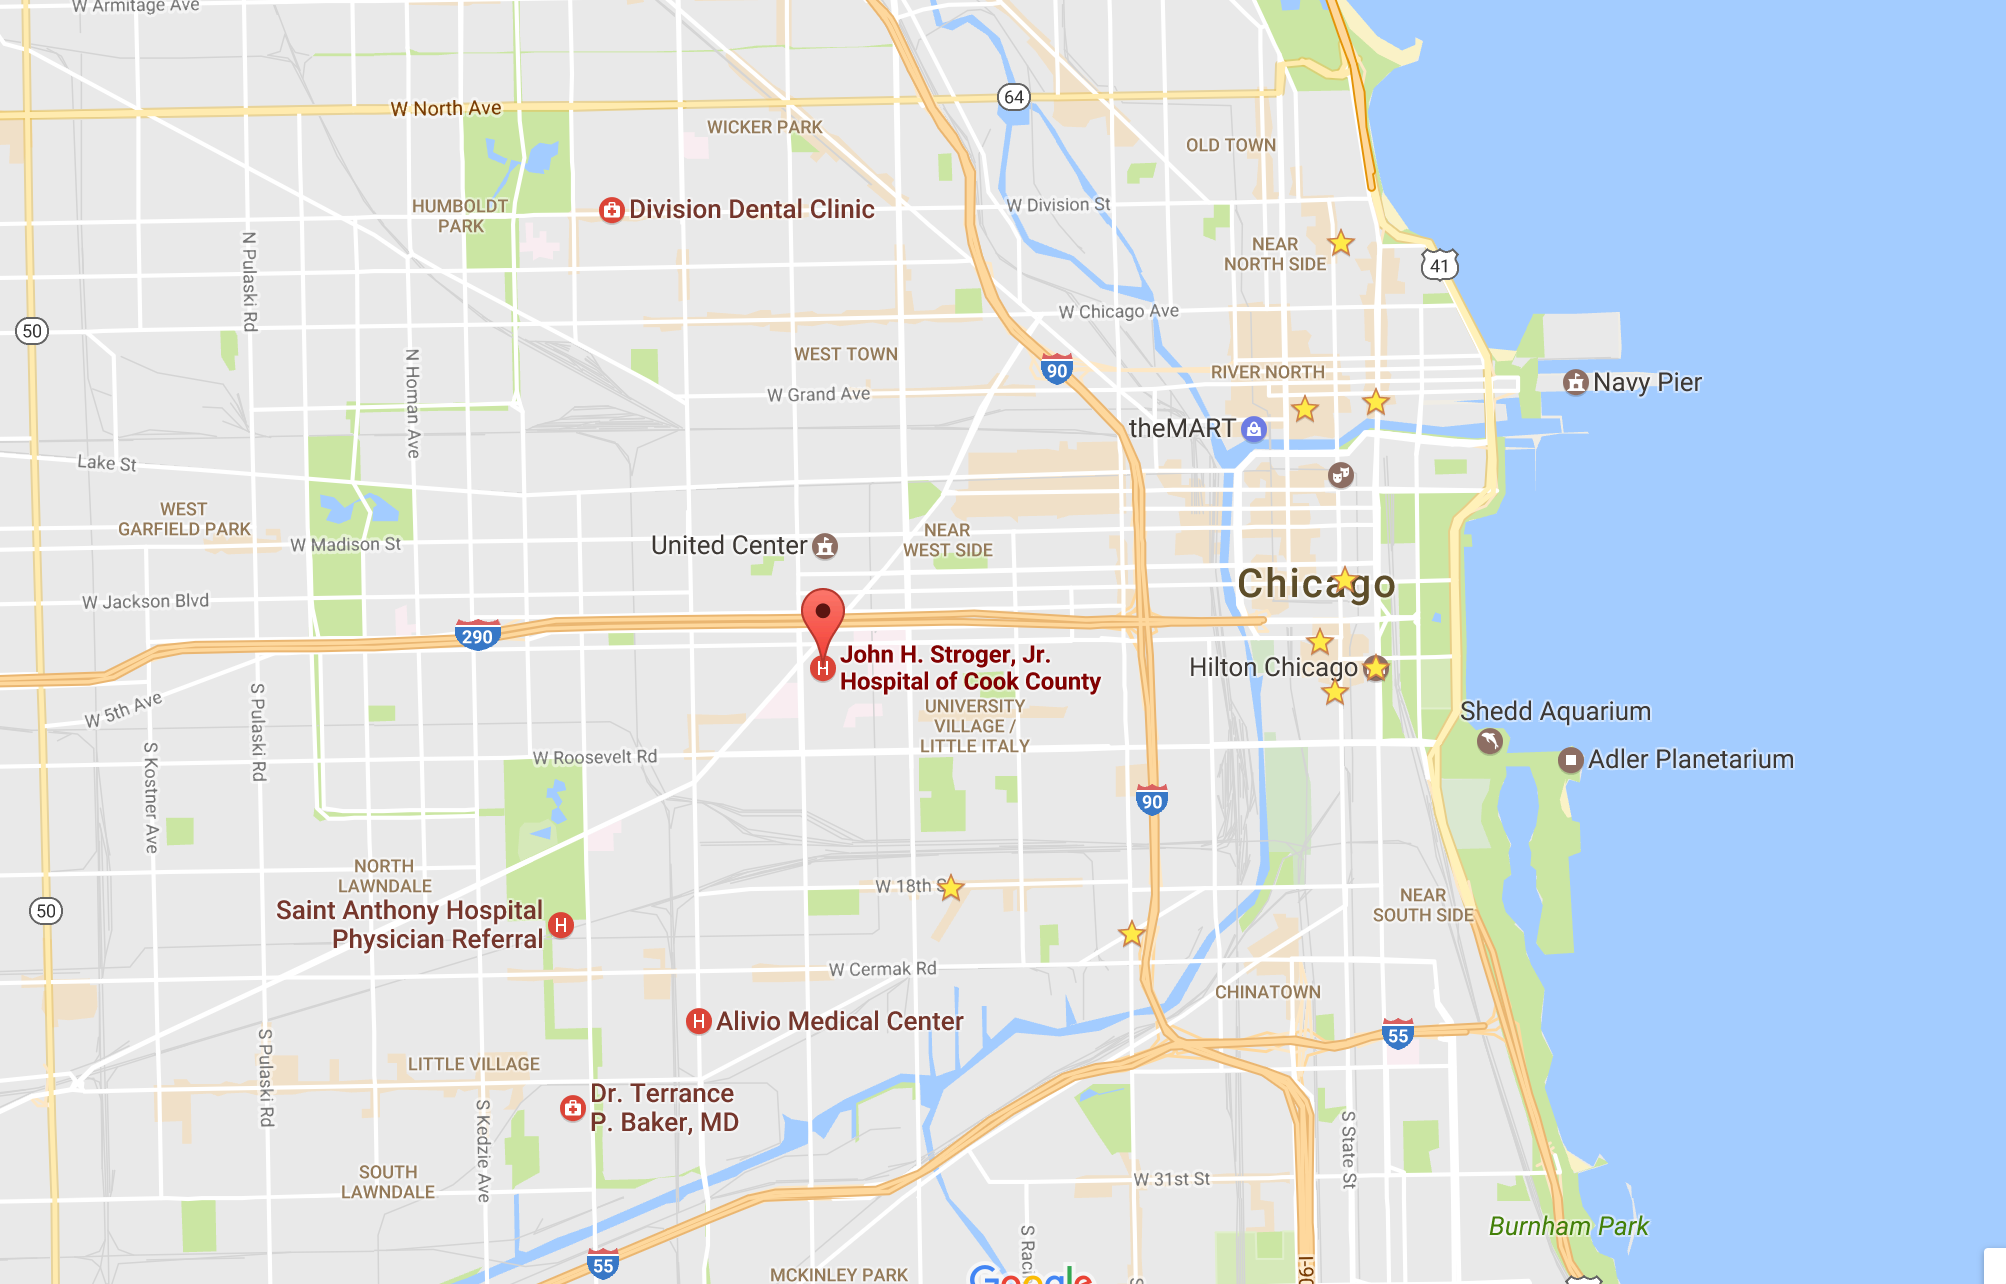 W Armitage Ave
W North Ave
64
WICKER PARK
OLD TOWN
Division Dental Clinic
HUMBOLDT
PARK
W Division St
N Pulaski Rd
NEAR
NORTH SIDE
41
50
W Chicago Ave
N Homan Ave
WEST TOWN
90
RIVER NORTH
Navy Pier
W Grand Ave
theMART
Lake St
WEST
GARFIELD PARK
W Madison St
United Center
NEAR
WEST SIDE
Chicago
W Jackson Blvd
290
H
John H. Stroger, Jr.
Hospital of Cook County
Hilton Chicago
W 5th Ave
S Pulaski Rd
UNIVERSITY
VILLAGE /
LITTLE ITALY
Shedd Aquarium
Adler Planetarium
W Roosevelt Rd
S Kostner Ave
90
NORTH
LAWNDALE
W 18th S
NEAR
SOUTH SIDE
50
Saint Anthony Hospital
Physician Referral
H
W Cermak Rd
CHINATOWN
H
Alivio Medical Center
55
S Pulaski Rd
LITTLE VILLAGE
Dr. Terrance
P. Baker, MD
S Kedzie Ave
S State St
SOUTH
LAWNDALE
W 31st St
Burnham Park
S Raci
55
MCKINLEY PARK
Google
I-90
S